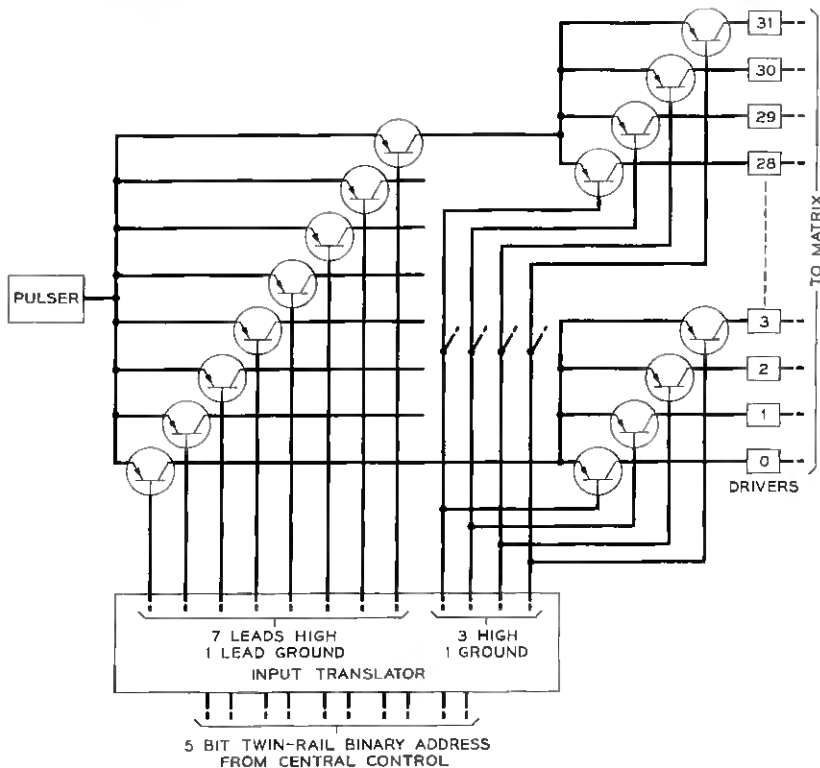 31
30
29
28
TO MATRIX
PULSER
3
2
1
0
DRIVERS
7 LEADS HIGH
1 LEAD GROUND
3 HIGH
1 GROUND
INPUT TRANSLATOR
5 BIT TWIN-RAIL BINARY ADDRESS
FROM CENTRAL CONTROL